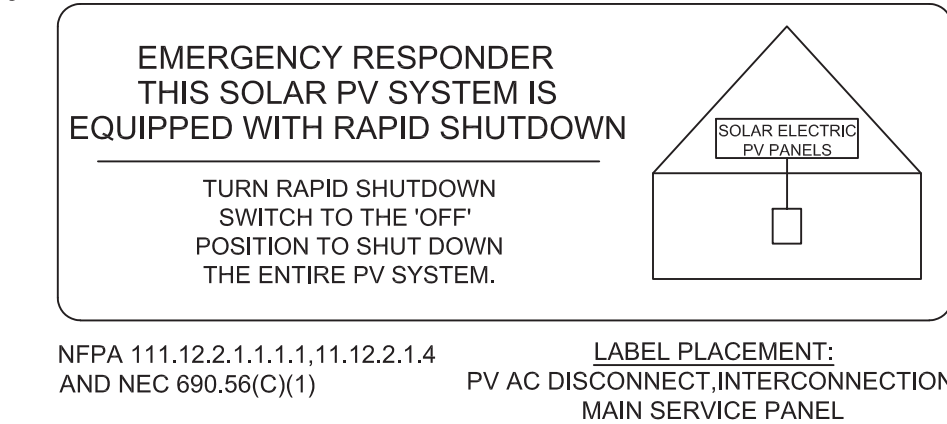 EMERGENCY RESPONDER
THIS SOLAR PV SYSTEM IS
EQUIPPED WITH RAPID SHUTDOWN
TURN RAPID SHUTDOWN
SWITCH TO THE 'OFF'
POSITION TO SHUT DOWN
THE ENTIRE PV SYSTEM.
SOLAR ELECTRIC
PV PANELS
NFPA 111.12.2.1.1.1.1,11.12.2.1.4
AND NEC 690.56(C)(1)
LABEL PLACEMENT:
PV AC DISCONNECT,INTERCONNECTION
MAIN SERVICE PANEL